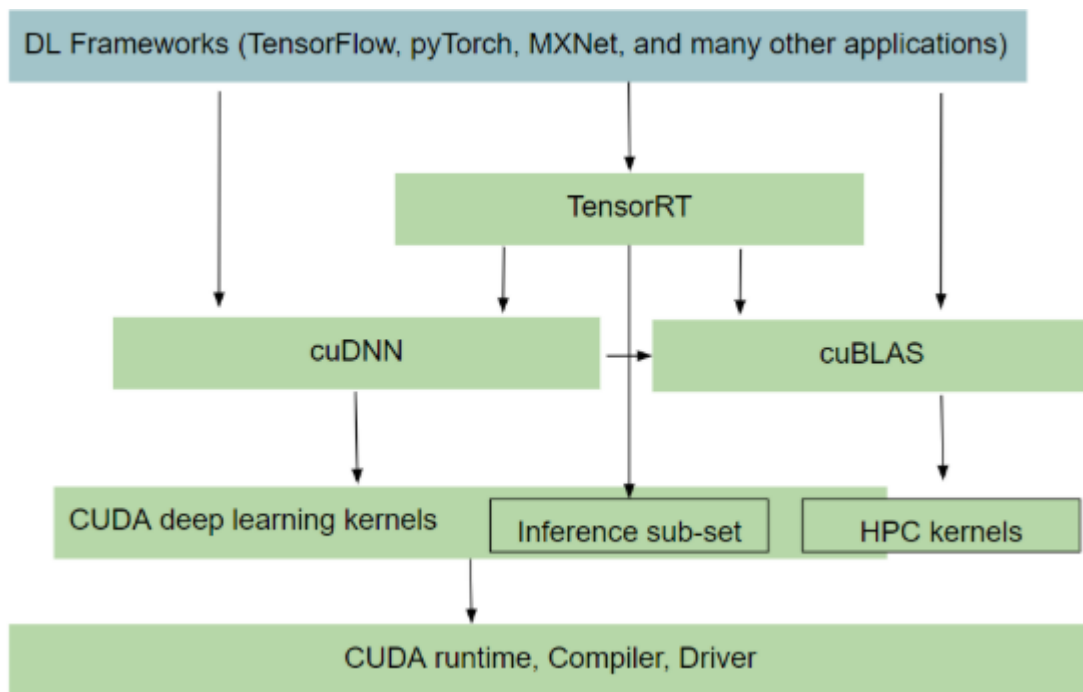 DL Frameworks (TensorFlow, pyTorch, MXNet, and many other applications)
TensorRT
cuDNN
cuBLAS
CUDA deep learning kernels
Inference sub-set
HPC kernels
CUDA runtime, Compiler, Driver